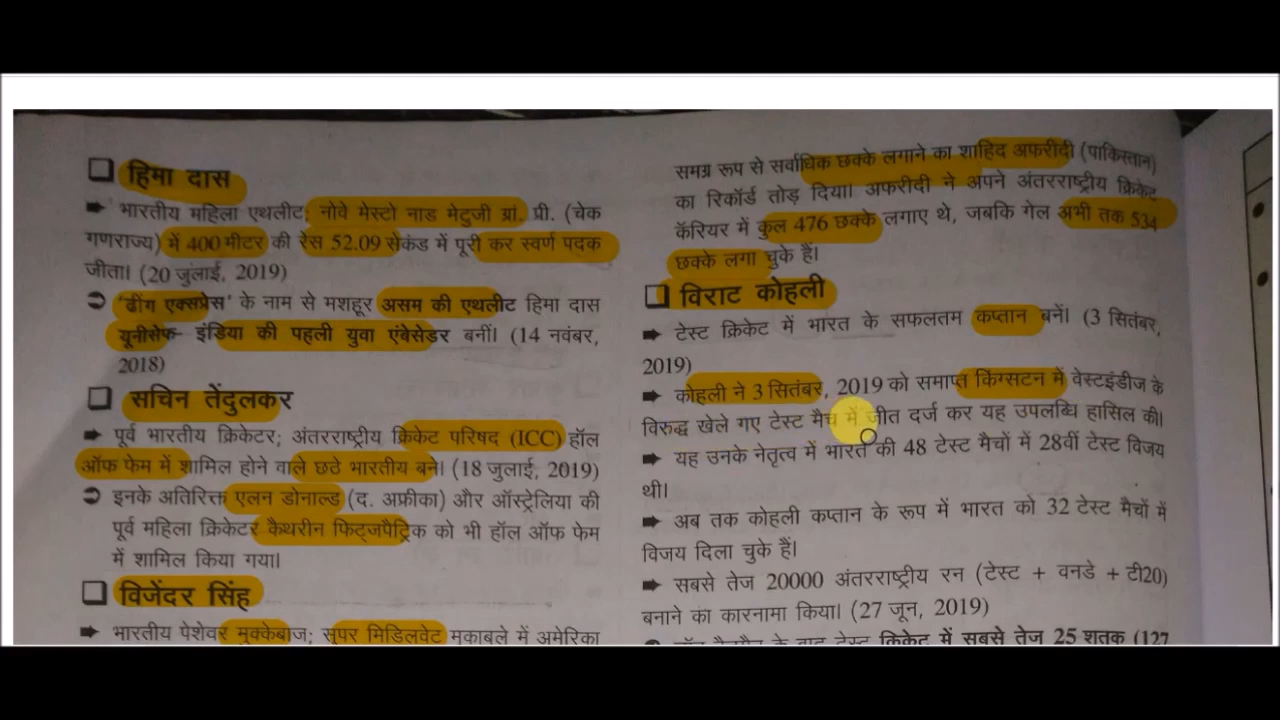 ❑ हिमा दास
➨ भारतीय महिला एथलीट; नोवे मेस्टो नाड मेटुजी ग्रां. प्री. (चेक
गणराज्य) में 400 मीटर की रेस 52.09 सेकंड में पूरी कर स्वर्ण पदक
जीता। (20 जुलाई, 2019)
➲ 'ढींग एक्सप्रेस' के नाम से मशहूर असम की एथलीट हिमा दास
यूनीसेफ- इंडिया की पहली युवा एंबेसेडर बनीं। (14 नवंबर,
2018)
❑ सचिन तेंदुलकर
➨ पूर्व भारतीय क्रिकेटर; अंतरराष्ट्रीय क्रिकेट परिषद (ICC) हॉल
ऑफ फेम में शामिल होने वाले छठे भारतीय बने। (18 जुलाई, 2019)
➲ इनके अतिरिक्त एलन डोनाल्ड (द. अफ्रीका) और ऑस्ट्रेलिया की
पूर्व महिला क्रिकेटर कैथरीन फिट्जपैट्रिक को भी हॉल ऑफ फेम
में शामिल किया गया।
❑ विजेंदर सिंह
➨ भारतीय पेशेवर मुक्केबाज; सुपर मिडिलवेट मकाबले में अमेरिका
समग्र रूप से सर्वाधिक छक्के लगाने का शाहिद अफरीदी (पाकिस्तान)
का रिकॉर्ड तोड़ दिया। अफरीदी ने अपने अंतरराष्ट्रीय क्रिकेट
कॅरियर में कुल 476 छक्के लगाए थे, जबकि गेल अभी तक 534
छक्के लगा चुके हैं।
❑ विराट कोहली
➨ टेस्ट क्रिकेट में भारत के सफलतम कप्तान बनें। (3 सितंबर,
2019)
➨ कोहली ने 3 सितंबर, 2019 को समाप्त किंग्सटन में वेस्टइंडीज के
विरुद्ध खेले गए टेस्ट मैच में जीत दर्ज कर यह उपलब्धि हासिल की।
➨ यह उनके नेतृत्व में भारत की 48 टेस्ट मैचों में 28वीं टेस्ट विजय
थी।
➨ अब तक कोहली कप्तान के रूप में भारत को 32 टेस्ट मैचों में
विजय दिला चुके हैं।
➨ सबसे तेज 20000 अंतरराष्ट्रीय रन (टेस्ट + वनडे + टी20)
बनाने का कारनामा किया। (27 जून, 2019)
के बाद टेस्ट क्रिकेट में सबसे तेज 25 शतक (127